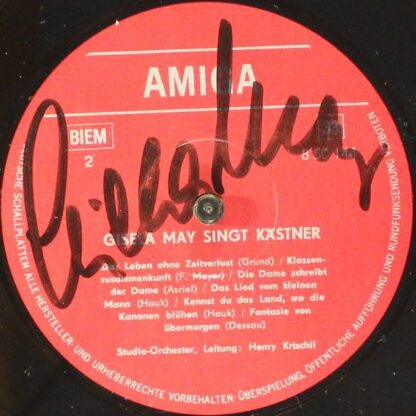 AMIGA
BIEM
2
GISELA MAY SINGT KÄSTNER
Das Leben ohne Zeitverlust (Grund) / Klassen-
zusammenkunft (F. Mayer) / Die Dame schreibt
der Dame (Asriel) / Das Lied vom kleinen
Mann (Hauk) / Kennst du das Land, wo die
Kanonen blühen (Hauk) / Fantasie von
übermorgen (Dessau)
Studio-Orchester, Leitung: Henry Krtschil
DEUTSCHE SCHALLPLATTEN ALLE HERSTELLER- UND URHEBERRECHTE VORBEHALTEN· ÜBERSPIELUNG, ÖFFENTLICHE AUFFÜHRUNG UND RUNDFUNKSENDUNG VERBOTEN